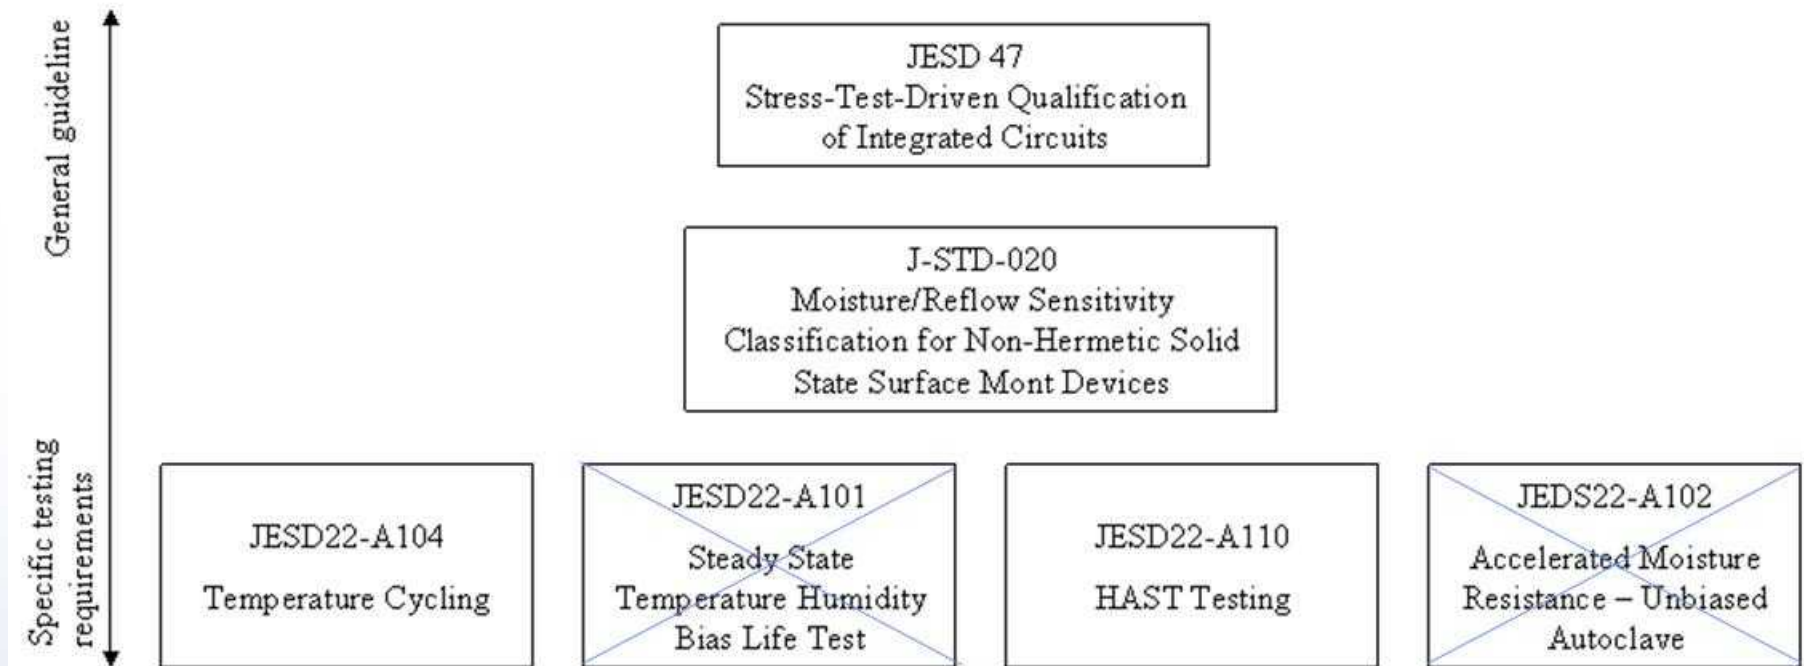 General guideline
JESD 47
Stress-Test-Driven Qualification
of Integrated Circuits
J-STD-020
Moisture/Reflow Sensitivity
Classification for Non-Hermetic Solid
State Surface Mont Devices
Specific testing
requirements
JESD22-A104
Temperature Cycling
JESD22-A101
Steady State
Temperature Humidity
Bias Life Test
JESD22-A110
HAST Testing
JEDS22-A102
Accelerated Moisture
Resistance – Unbiased
Autoclave